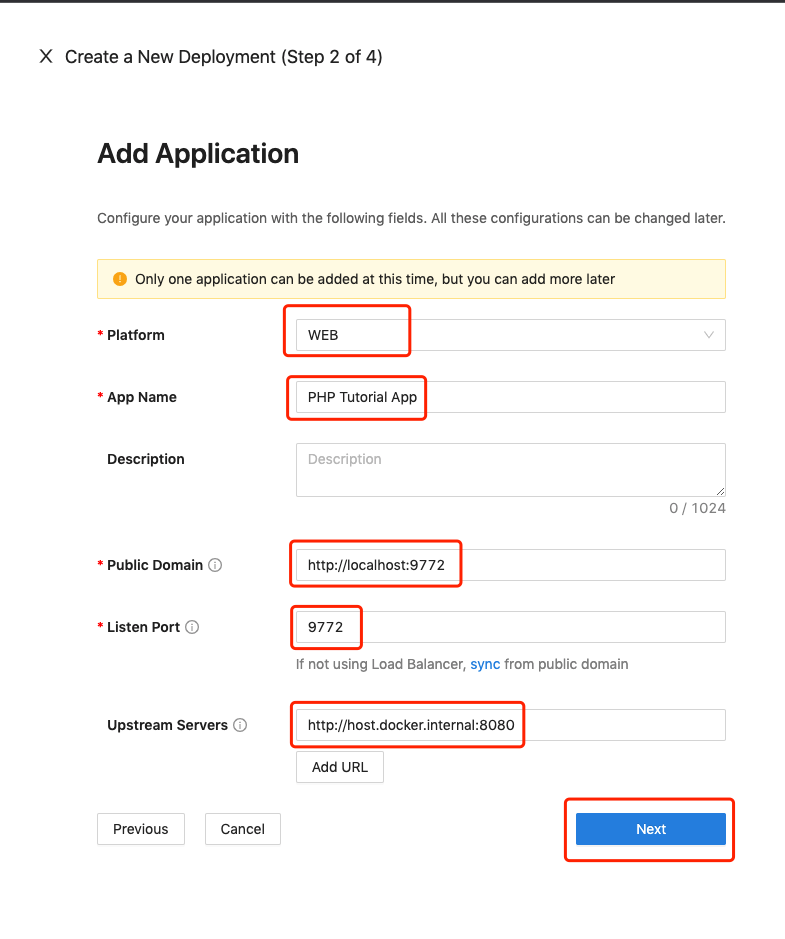 X Create a New Deployment (Step 2 of 4)
Add Application
Configure your application with the following fields. All these configurations can be changed later.
Only one application can be added at this time, but you can add more later
* Platform WEB
* App Name PHP Tutorial App
Description Description
0 / 1024
* Public Domain http://localhost:9772
* Listen Port 9772
If not using Load Balancer, sync from public domain
Upstream Servers http://host.docker.internal:8080
Add URL
Previous Cancel Next